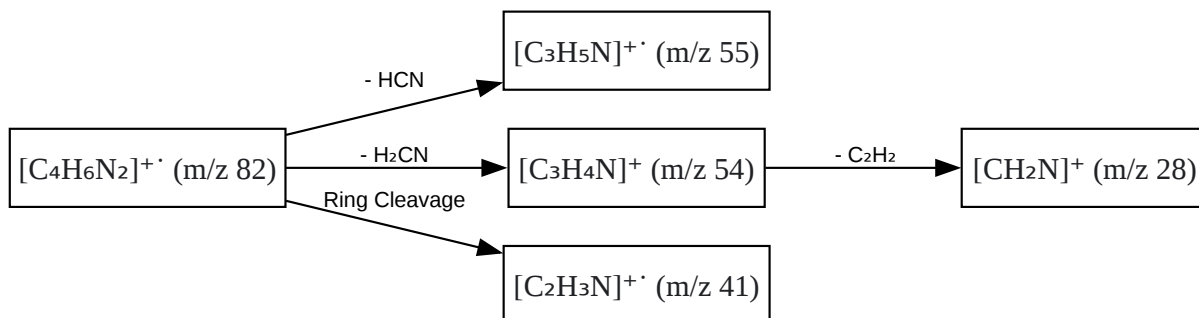 [C₃H₅N]⁺˙ (m/z 55)
- HCN
[C₄H₆N₂]⁺˙ (m/z 82)
- H₂CN
[C₃H₄N]⁺ (m/z 54)
- C₂H₂
[CH₂N]⁺ (m/z 28)
Ring Cleavage
[C₂H₃N]⁺˙ (m/z 41)